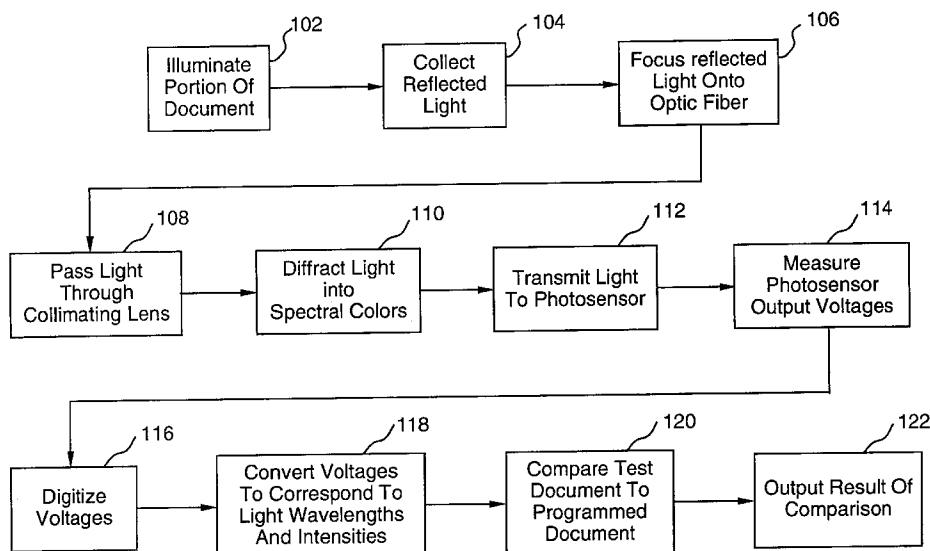 102
Illuminate
Portion Of
Document
104
Collect
Reflected
Light
106
Focus reflected
Light Onto
Optic Fiber
108
Pass Light
Through
Collimating Lens
110
Diffract Light
into
Spectral Colors
112
Transmit Light
To Photosensor
114
Measure
Photosensor
Output Voltages
116
Digitize
Voltages
118
Convert Voltages
To Correspond To
Light Wavelengths
And Intensities
120
Compare Test
Document To
Programmed
Document
122
Output Result Of
Comparison